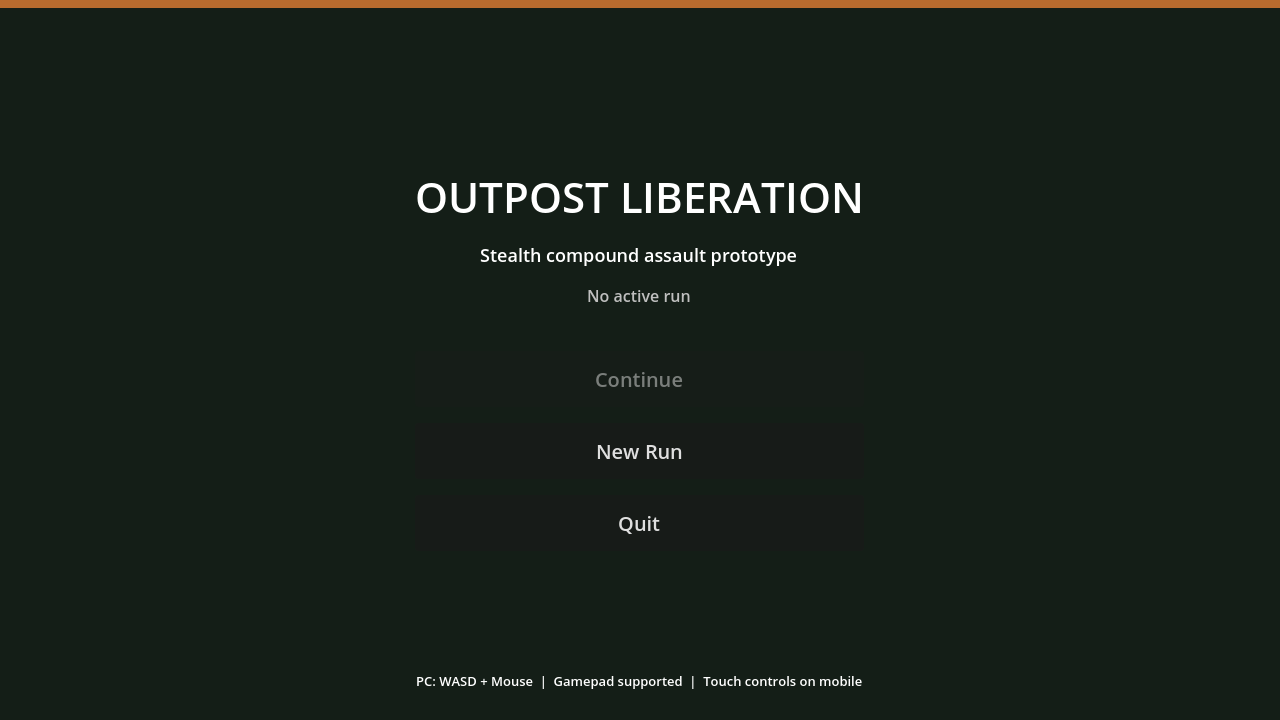 OUTPOST LIBERATION
Stealth compound assault prototype
No active run
Continue
New Run
Quit
PC: WASD + Mouse | Gamepad supported | Touch controls on mobile